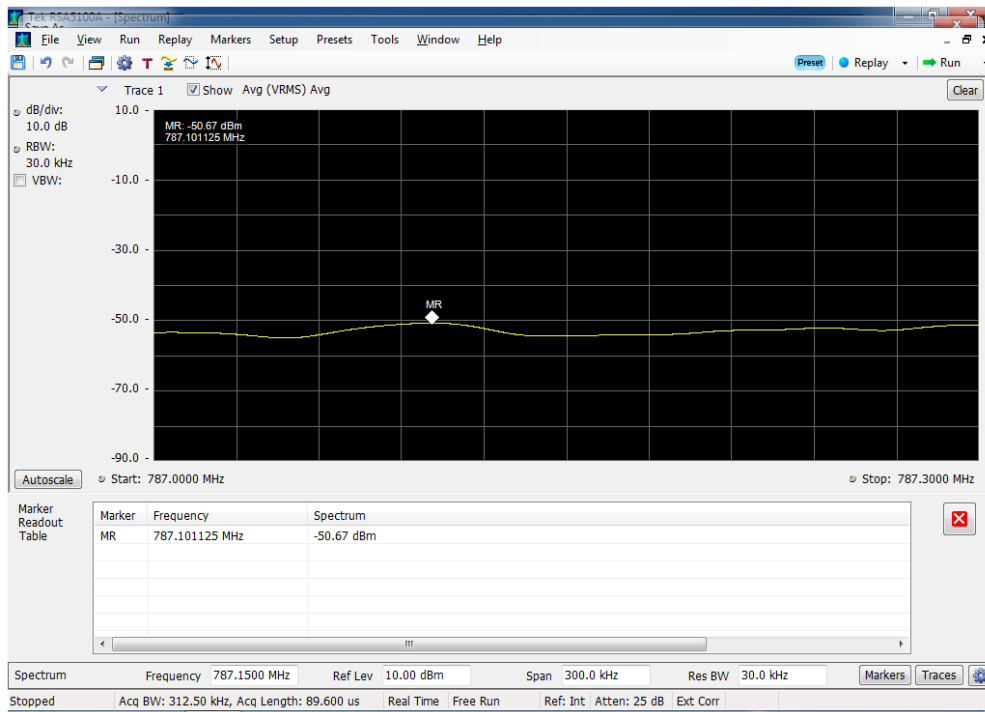 Tek RSA5100A - [Spectrum]
File View Run Replay Markers Setup Presets Tools Window Help
T Preset Replay Run
Trace 1 Show Avg (VRMS) Avg Clear
dB/div:
10.0 dB
RBW:
30.0 kHz
VBW:
10.0
-10.0
-30.0
-50.0
-70.0
-90.0
MR: -50.67 dBm
787.101125 MHz
MR
Autoscale Start: 787.0000 MHz Stop: 787.3000 MHz
Marker
Readout
Table
Marker Frequency Spectrum
MR 787.101125 MHz -50.67 dBm
Spectrum Frequency 787.1500 MHz Ref Lev 10.00 dBm Span 300.0 kHz Res BW 30.0 kHz Markers Traces
Stopped Acq BW: 312.50 kHz, Acq Length: 89.600 us Real Time Free Run Ref: Int Atten: 25 dB Ext Corr